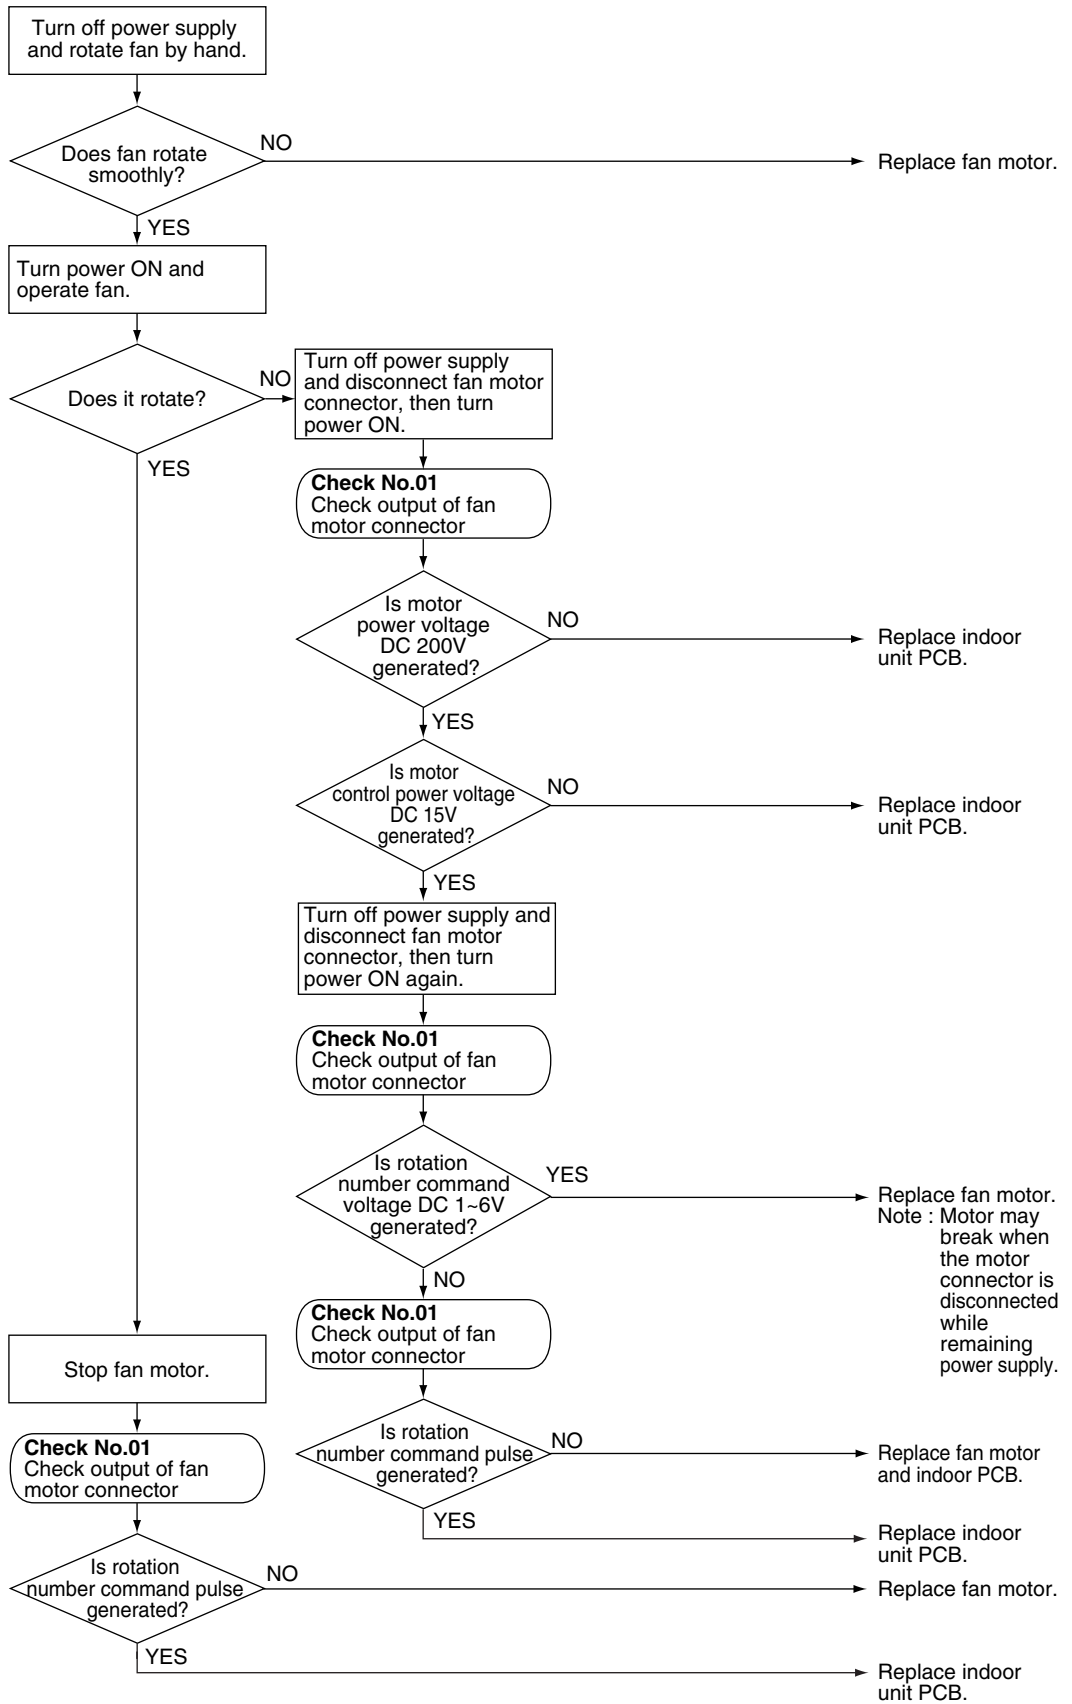 Turn off power supply
and rotate fan by hand.
Does fan rotate
smoothly?
NO
Replace fan motor.
YES
Turn power ON and
operate fan.
Does it rotate?
NO
Turn off power supply
and disconnect fan motor
connector, then turn
power ON.
YES
Check No.01
Check output of fan
motor connector
Is motor
power voltage
DC 200V
generated?
NO
Replace indoor
unit PCB.
YES
Is motor
control power voltage
DC 15V
generated?
NO
Replace indoor
unit PCB.
YES
Turn off power supply and
disconnect fan motor
connector, then turn
power ON again.
Check No.01
Check output of fan
motor connector
Is rotation
number command
voltage DC 1~6V
generated?
YES
Replace fan motor.
Note : Motor may
break when
the motor
connector is
disconnected
while
remaining
power supply.
NO
Check No.01
Check output of fan
motor connector
Is rotation
number command pulse
generated?
NO
Replace fan motor
and indoor PCB.
YES
Replace indoor
unit PCB.
Stop fan motor.
Check No.01
Check output of fan
motor connector
Is rotation
number command pulse
generated?
NO
Replace fan motor.
YES
Replace indoor
unit PCB.